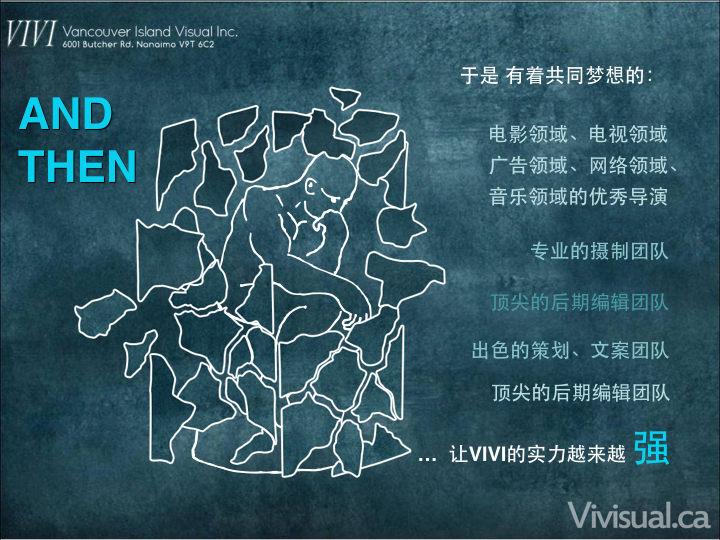 VIVI Vancouver Island Visual Inc.
6001 Butcher Rd. Nanaimo V9T 6C2
AND
THEN
于是 有着共同梦想的：
电影领域、电视领域
广告领域、网络领域、
音乐领域的优秀导演
专业的摄制团队
顶尖的后期编辑团队
出色的策划、文案团队
顶尖的后期编辑团队
... 让VIVI的实力越来越 强
Vivisual.ca